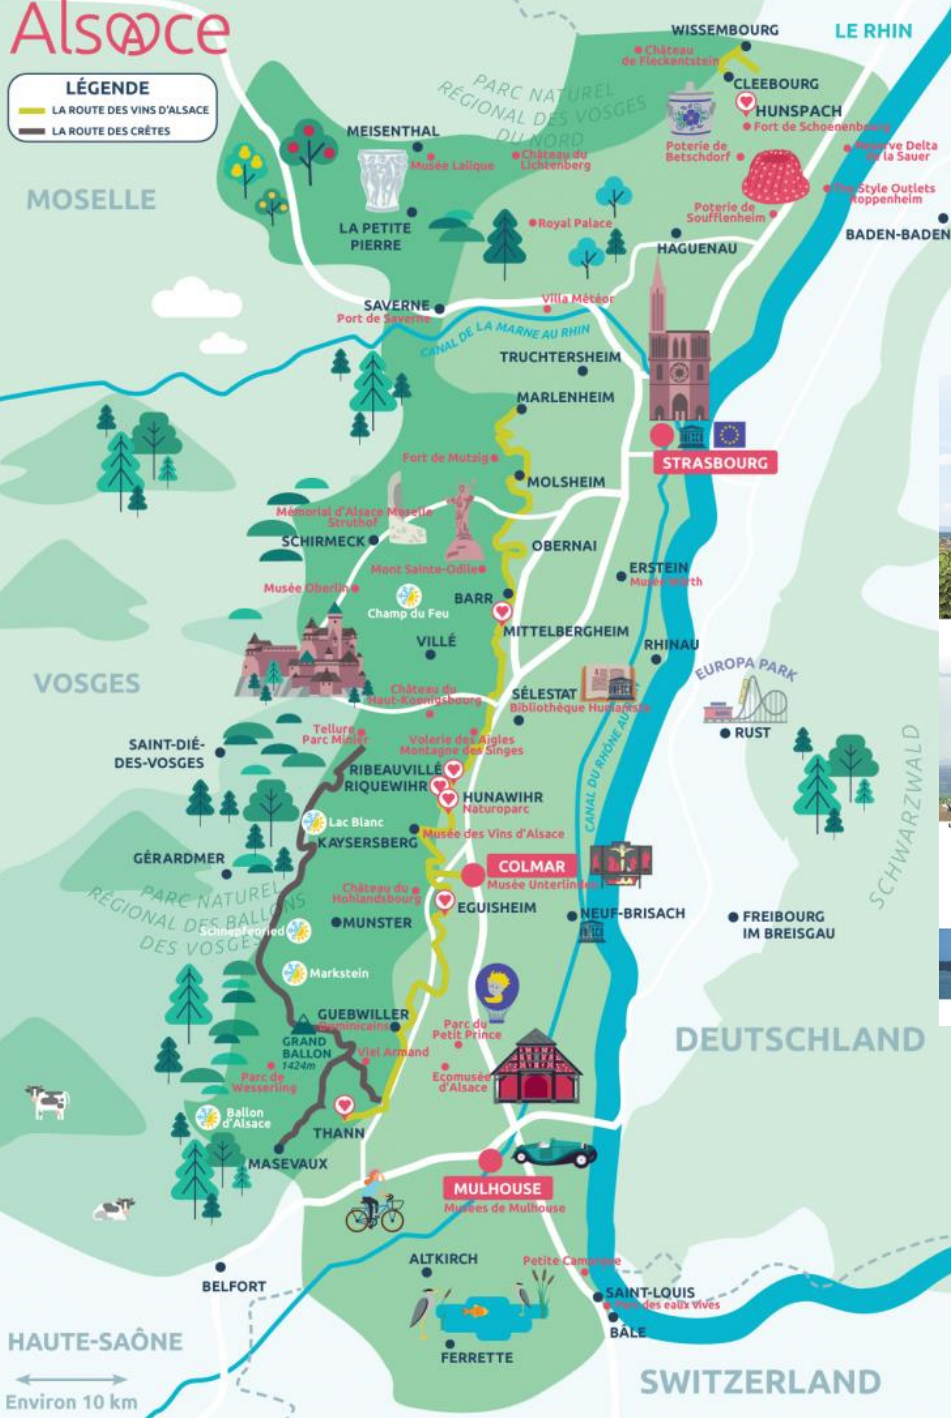 Alsace
LÉGENDE
LA ROUTE DES VINS D'ALSACE
LA ROUTE DES CRÊTES
WISSEMBOURG
LE RHIN
Château
de Fleckentstein
CLEEBOURG
PARC NATUREL
RÉGIONAL DES VOSGES
DU NORD
HUNSPACH
Fort de Schoenenbourg
MEISENTHAL
Musée Lalique
Château du
Lichtenberg
Poterie de
Betschdorf
Delta
la Sauer
MOSELLE
Style Outlets
Roppenheim
Poterie de
Soufflenheim
LA PETITE
PIERRE
Royal Palace
HAGUENAU
BADEN-BADEN
SAVERNE
Port de Saverne
Villa Météor
CANAL DE LA MARNE AU RHIN
TRUCHTERSHEIM
MARLENHEIM
Fort de Mutzig
STRASBOURG
MOLSHEIM
Mémorial d'Alsace Moselle
Struthof
SCHIRMECK
OBERNAI
Mont Sainte-Odile
ERSTEIN
Musée Würth
Musée Oberlin
Champ du Feu
BARR
MITTELBERGHEIM
VILLÉ
RHINAU
EUROPA PARK
VOSGES
Château du
Haut-Koenigsbourg
SÉLESTAT
Bibliothèque Humaniste
UNESCO
RUST
Tellure
Parc Minier
Volerie des Aigles
Montagne des Singes
SAINT-DIÉ-
DES-VOSGES
RIBEAUVILLÉ
RIQUEWIHR
HUNAWIHR
Naturoparc
CANAL DU RHÔNE AU
SCHWARZWALD
Lac Blanc
KAYSERSBERG
Musée des Vins d'Alsace
GÉRARDMER
COLMAR
Musée Unterlinden
PARC NATUREL
RÉGIONAL DES BALLONS
DES VOSGES
Château du
Hohlandsbourg
EGUISHEIM
MUNSTER
NEUF-BRISACH
FREIBOURG
IM BREISGAU
Schnepfenried
Markstein
GUEBWILLER
Dominicains
GRAND
BALLON
1424m
Parc du
Petit Prince
DEUTSCHLAND
Viel Armand
Parc de
Wesserling
Ecomusée
d'Alsace
Ballon
d'Alsace
THANN
MASEVAUX
MULHOUSE
Musées de Mulhouse
ALTKIRCH
Petite Camargue
BELFORT
SAINT-LOUIS
Parc des eaux vives
BÂLE
HAUTE-SAÔNE
FERRETTE
SWITZERLAND
Environ 10 km